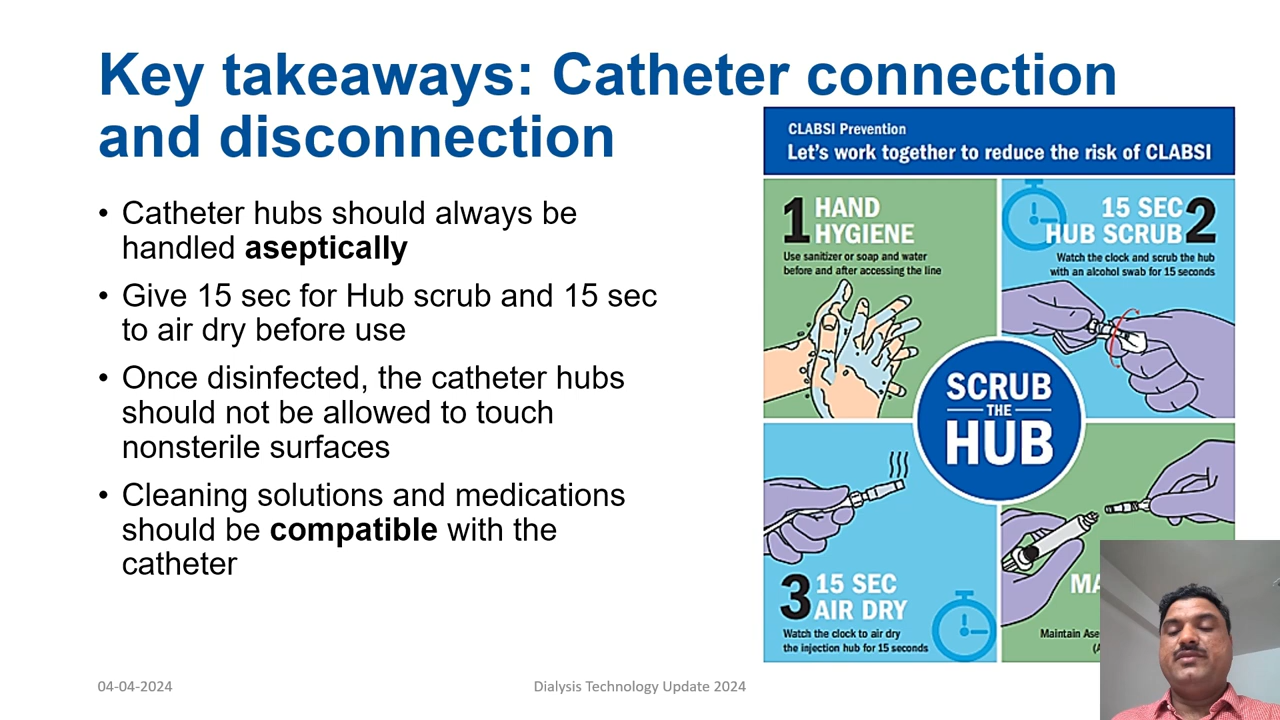 Key takeaways: Catheter connection
and disconnection
• Catheter hubs should always be
handled aseptically
• Give 15 sec for Hub scrub and 15 sec
to air dry before use
• Once disinfected, the catheter hubs
should not be allowed to touch
nonsterile surfaces
• Cleaning solutions and medications
should be compatible with the
catheter
CLABSI Prevention
Let's work together to reduce the risk of CLABSI
1 HAND
HYGIENE
Use sanitizer or soap and water
before and after accessing the line
15 SEC
HUB SCRUB 2
Watch the clock and scrub the hub
with an alcohol swab for 15 seconds
SCRUB
THE
HUB
3 15 SEC
AIR DRY
Watch the clock to air dry
the injection hub for 15 seconds
Maintain
04-04-2024
Dialysis Technology Update 2024